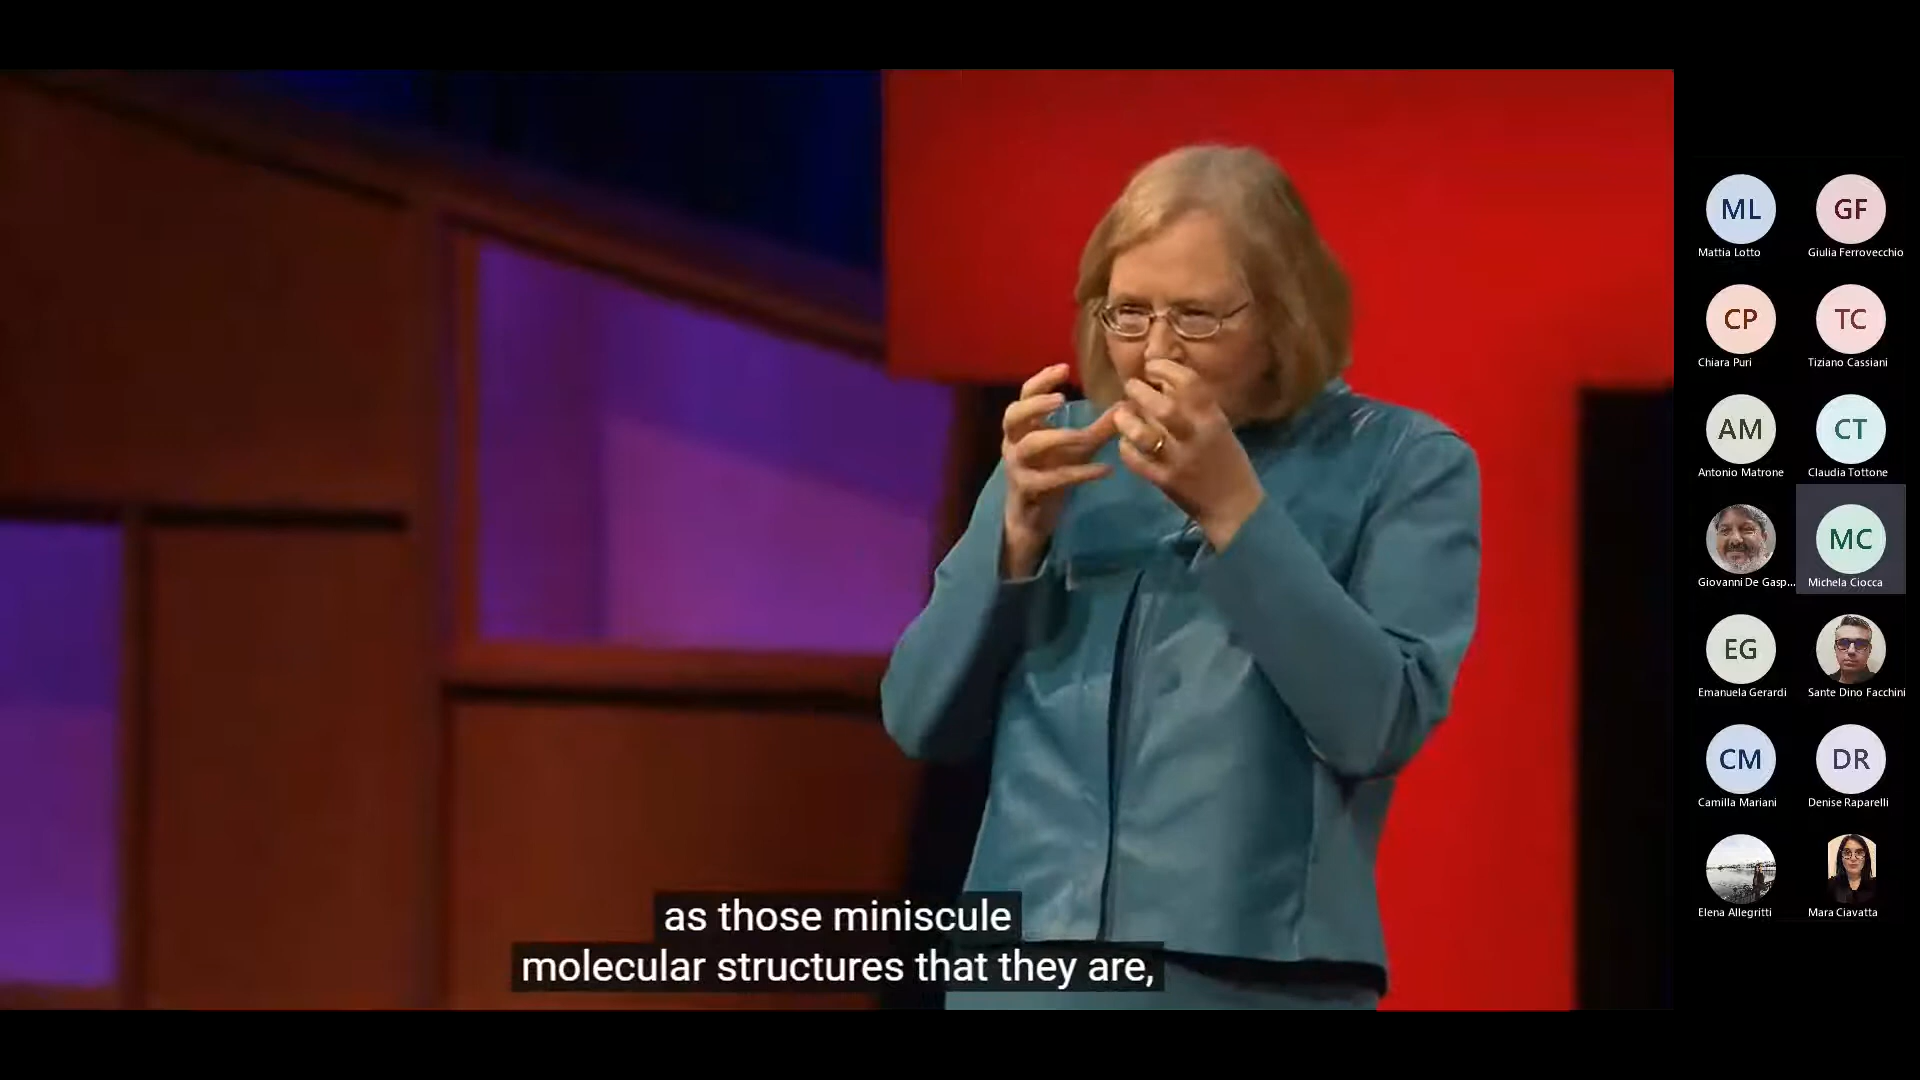 as those miniscule
molecular structures that they are,
ML
GF
Mattia Lotto
Giulia Ferrovecchio
CP
TC
Chiara Puri
Tiziano Cassiani
AM
CT
Antonio Matrone
Claudia Tottone
MC
Giovanni De Gasp...
Michela Ciocca
EG
Emanuela Gerardi
Sante Dino Facchini
CM
DR
Camilla Mariani
Denise Raparelli
Elena Allegritti
Mara Ciavatta